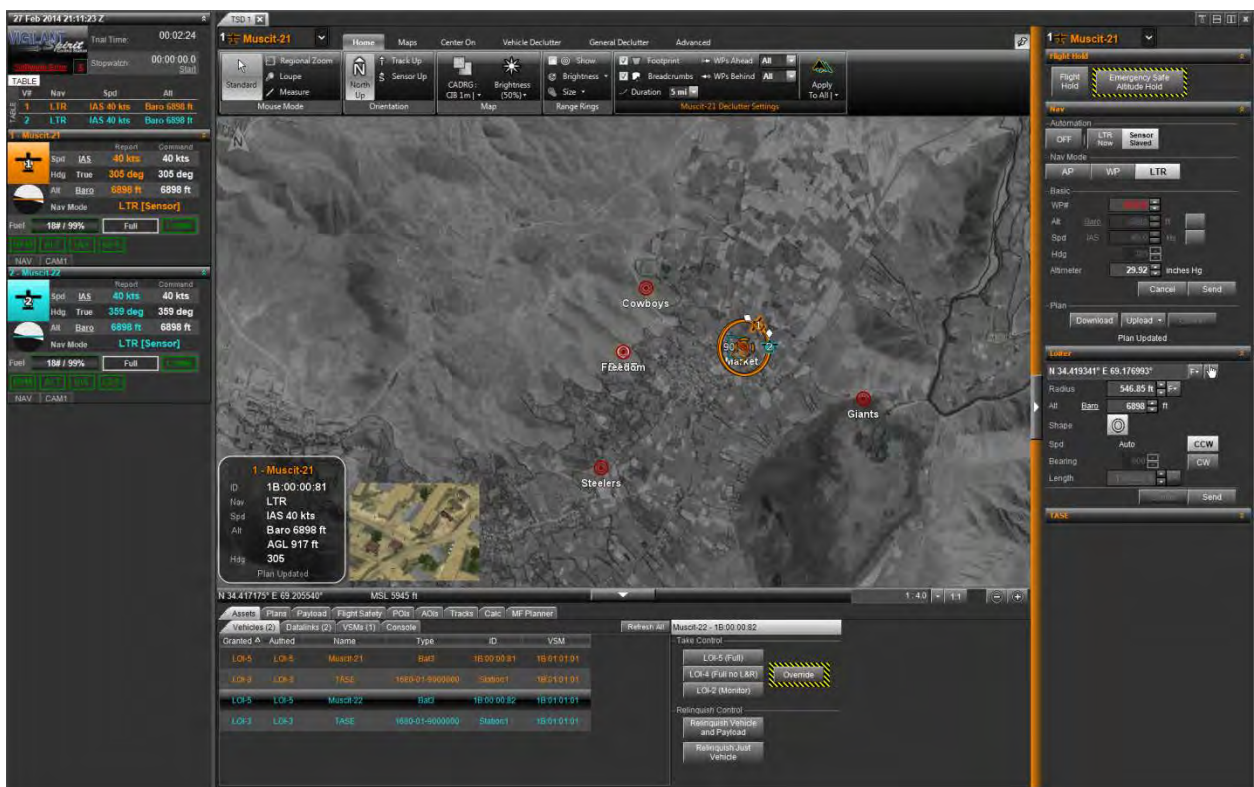 27 Feb 2014 21:11:23 Z
VIGILANT
Spirit
Trial Time: 00:02:24
Stopwatch: 00:00:00.0
Start
TABLE
V# Nav Spd Alt
1 LTR IAS 40 kts Baro 6898 ft
2 LTR IAS 40 kts Baro 6898 ft
1 - Muscit-21
Report Command
Spd IAS 40 kts 40 kts
Hdg True 305 deg 305 deg
Alt Baro 6898 ft 6898 ft
Nav Mode LTR [Sensor]
Fuel 18# / 99% Full
NAV CAM1
2 - Muscit-22
Report Command
Spd IAS 40 kts 40 kts
Hdg True 359 deg 359 deg
Alt Baro 6898 ft 6898 ft
Nav Mode LTR [Sensor]
Fuel 18# / 99% Full
NAV CAM1
TSD 1
1 Muscit-21
Home Maps Center On Vehicle Declutter General Declutter Advanced
Standard
Regional Zoom
Loupe
Measure
Mouse Mode
North Up
Track Up
Sensor Up
Orientation
CADRG: CIB 1m |
Brightness (50%)
Map
Show
Brightness
Size
Range Rings
Footprint WPs Ahead All
Breadcrumbs WPs Behind All
Duration 5 mi
Apply To All |
Muscit-21 Declutter Settings
N
Cowboys
Freedom
90
1
2
Market
Giants
Steelers
1 - Muscit-21
ID 1B:00:00:81
Nav LTR
Spd IAS 40 kts
Alt Baro 6898 ft
AGL 917 ft
Hdg 305
Plan Updated
N 34.417175° E 69.205540° MSL 5945 ft 1 : 4.0 1:1
Assets Plans Payload Flight Safety POIs AOIs Tracks Calc MF Planner
Vehicles (2) Datalinks (2) VSMs (1) Console Refresh All
Granted Authed Name Type ID VSM
LOI-5 LOI-5 Muscit-21 Bat3 1B:00:00:81 1B:01:01:01
LOI-3 LOI-3 TASE 1680-01-9000000 Station1 1B:01:01:01
LOI-5 LOI-5 Muscit-22 Bat3 1B:00:00:82 1B:01:01:01
LOI-3 LOI-3 TASE 1680-01-9000000 Station1 1B:01:01:01
Muscit-22 - 1B:00:00:82
Take Control
LOI-5 (Full)
LOI-4 (Full no L&R)
Override
LOI-2 (Monitor)
Relinquish Control
Relinquish Vehicle and Payload
Relinquish Just Vehicle
1 Muscit-21
Flight Hold
Flight Hold
Emergency Safe Altitude Hold
Nav
Automation
OFF LTR Now Sensor Slaved
Nav Mode
AP WP LTR
Basic
WP#
Alt Baro ft
Spd IAS
Hdg
Altimeter 29.92 inches Hg
Cancel Send
Plan
Download Upload
Plan Updated
Loiter
N 34.419341° E 69.176993° F
Radius 546.85 ft F
Alt Baro 6898 ft
Shape
Spd Auto CCW
Bearing CW
Length
Send
TASE